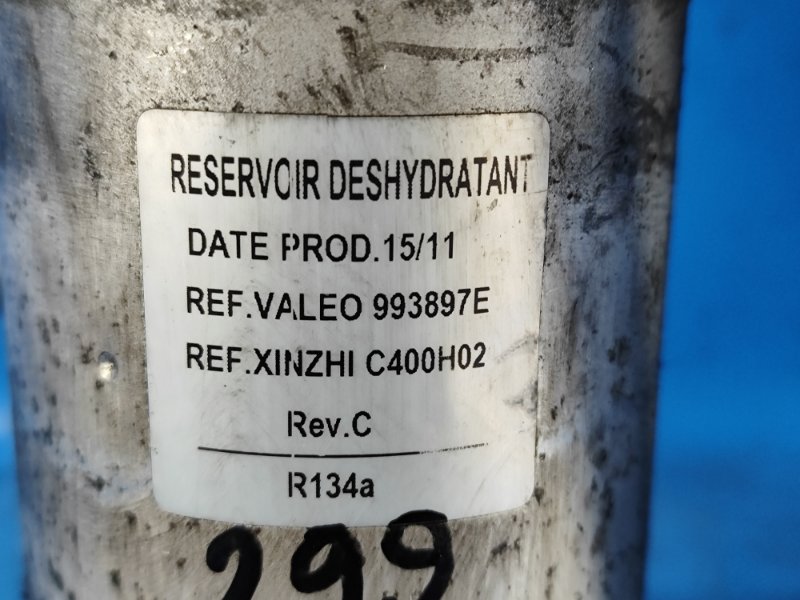 RESERVOIR DESHYDRATANT
DATE PROD.15/11
REF.VALEO 993897E
REF.XINZHI C400H02
Rev.C
R134a
299